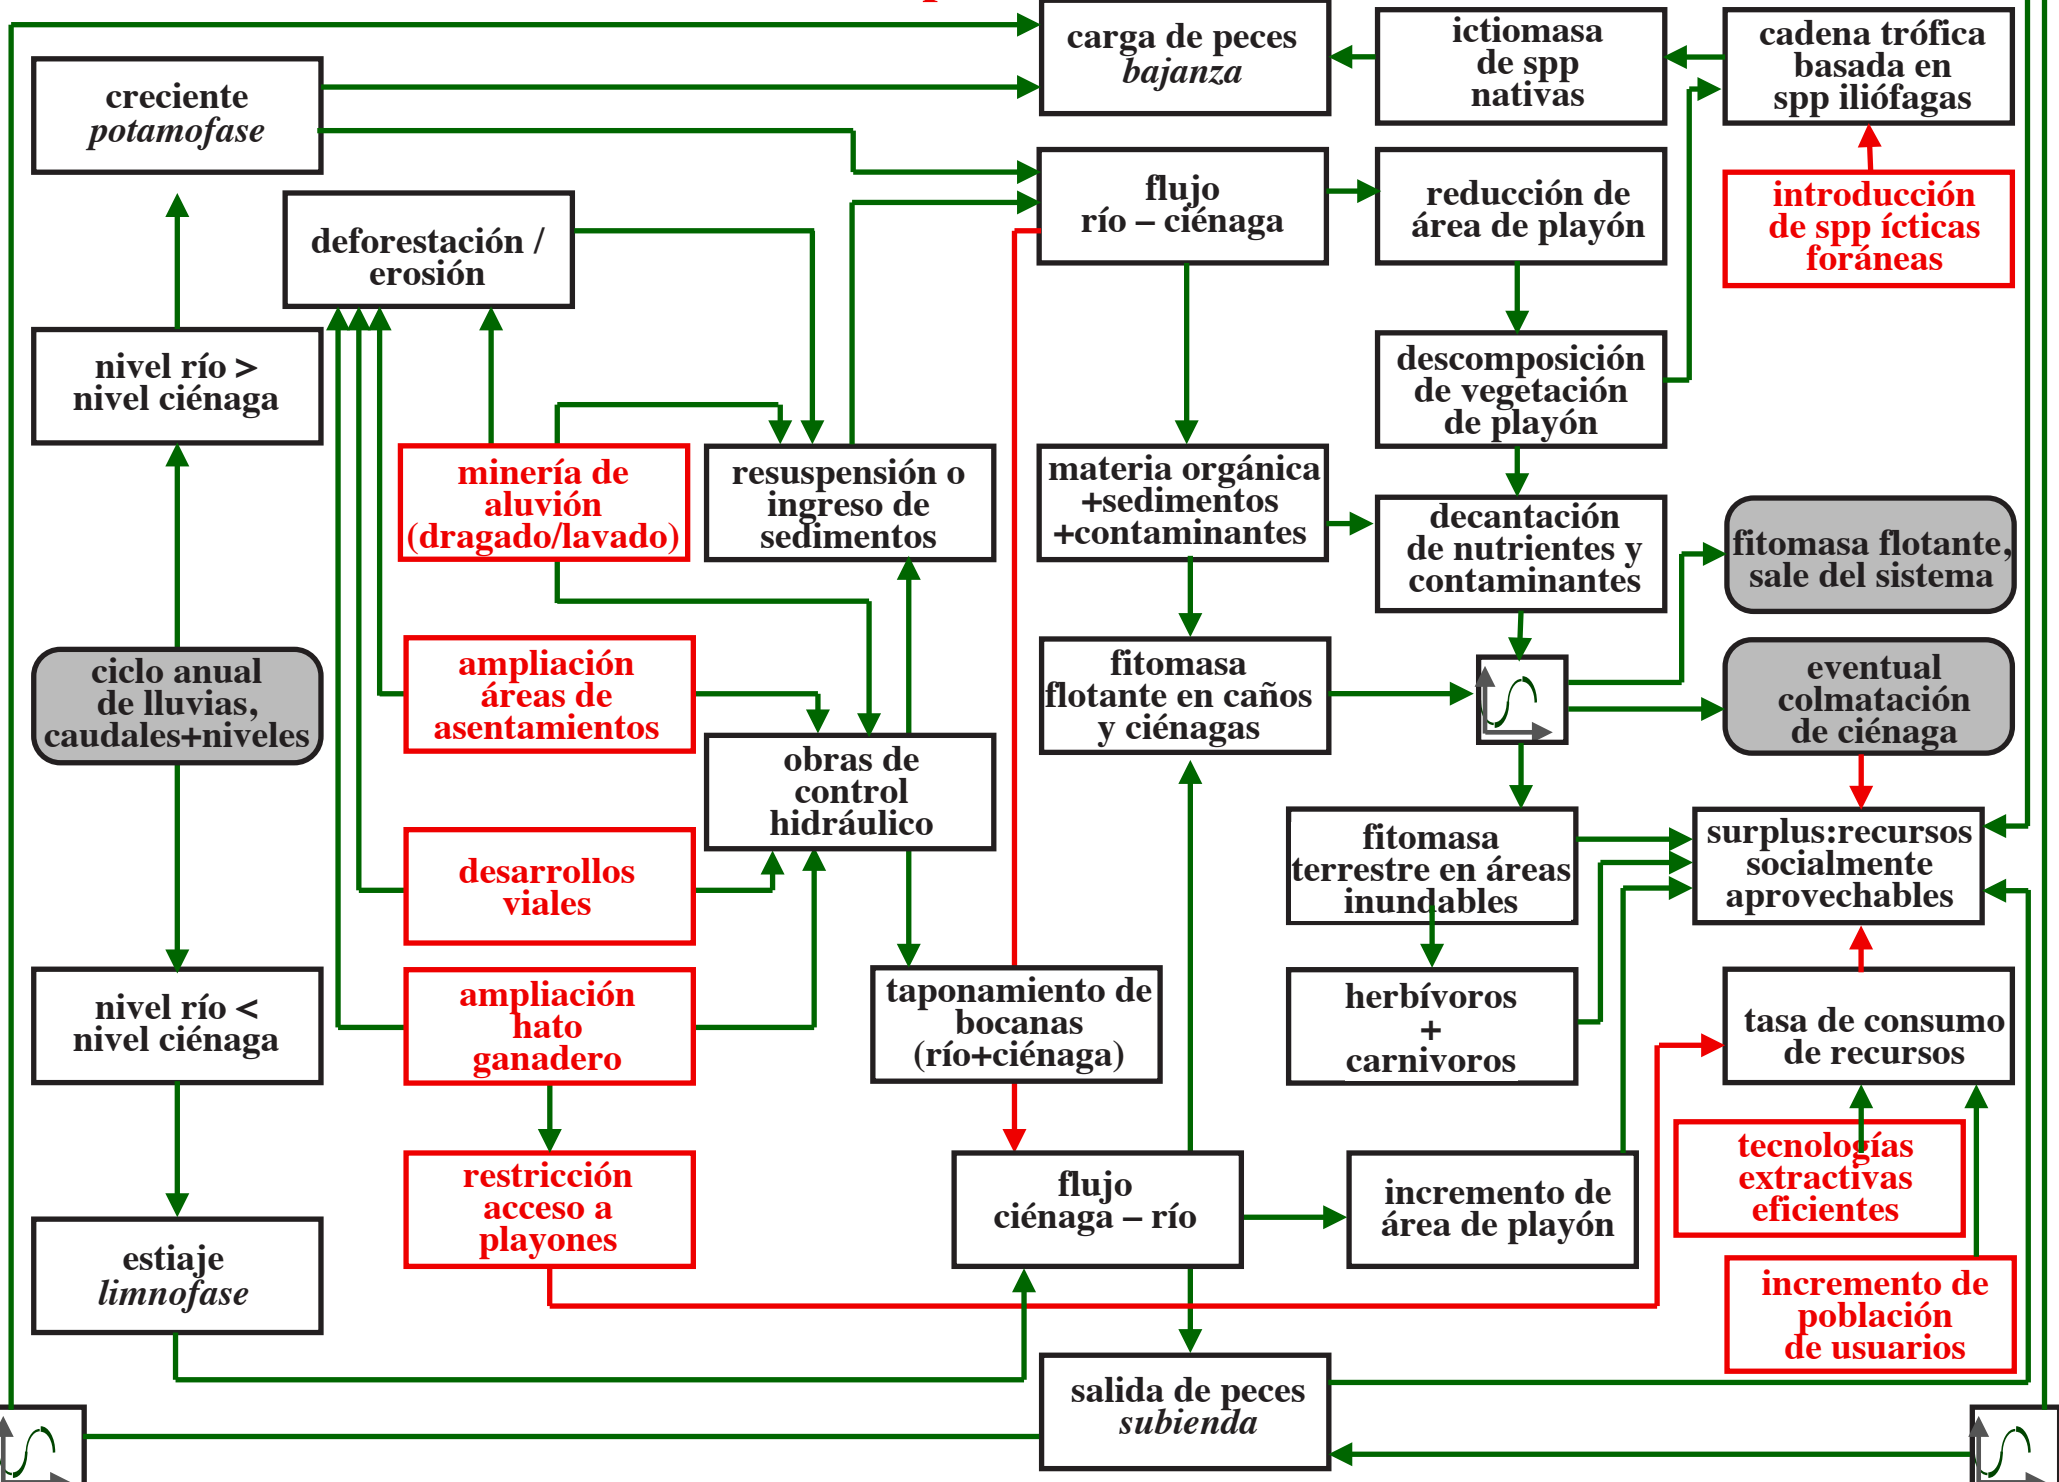 carga de peces
bajanza
ictiomasa
de spp
nativas
cadena trófica
basada en
spp iliófagas
creciente
potamofase
flujo
río – ciénaga
reducción de
área de playón
introducción
de spp ícticas
foráneas
deforestación /
erosión
nivel río >
nivel ciénaga
descomposición
de vegetación
de playón
minería de
aluvión
(dragado/lavado)
resuspensión o
ingreso de
sedimentos
materia orgánica
+sedimentos
+contaminantes
decantación
de nutrientes y
contaminantes
fitomasa flotante,
sale del sistema
ciclo anual
de lluvias,
caudales+niveles
ampliación
áreas de
asentamientos
fitomasa
flotante en caños
y ciénagas
eventual
colmatación
de ciénaga
obras de
control
hidráulico
desarrollos
viales
fitomasa
terrestre en áreas
inundables
surplus:recursos
socialmente
aprovechables
nivel río <
nivel ciénaga
ampliación
hato
ganadero
taponamiento de
bocanas
(río+ciénaga)
herbívoros
+
carnivoros
tasa de consumo
de recursos
tecnologías
extractivas
eficientes
restricción
acceso a
playones
flujo
ciénaga – río
incremento de
área de playón
estiaje
limnofase
incremento de
población
de usuarios
salida de peces
subienda